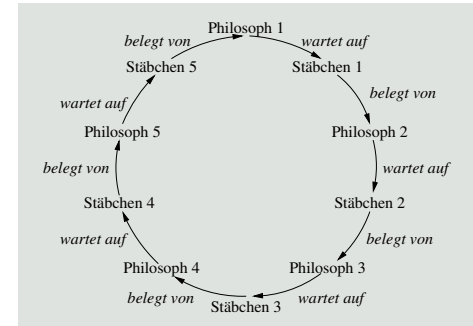 Philosoph 1
wartet auf
Stäbchen 1
belegt von
Philosoph 2
wartet auf
Stäbchen 2
belegt von
Philosoph 3
wartet auf
Stäbchen 3
belegt von
Philosoph 4
wartet auf
Stäbchen 4
belegt von
Philosoph 5
wartet auf
Stäbchen 5
belegt von